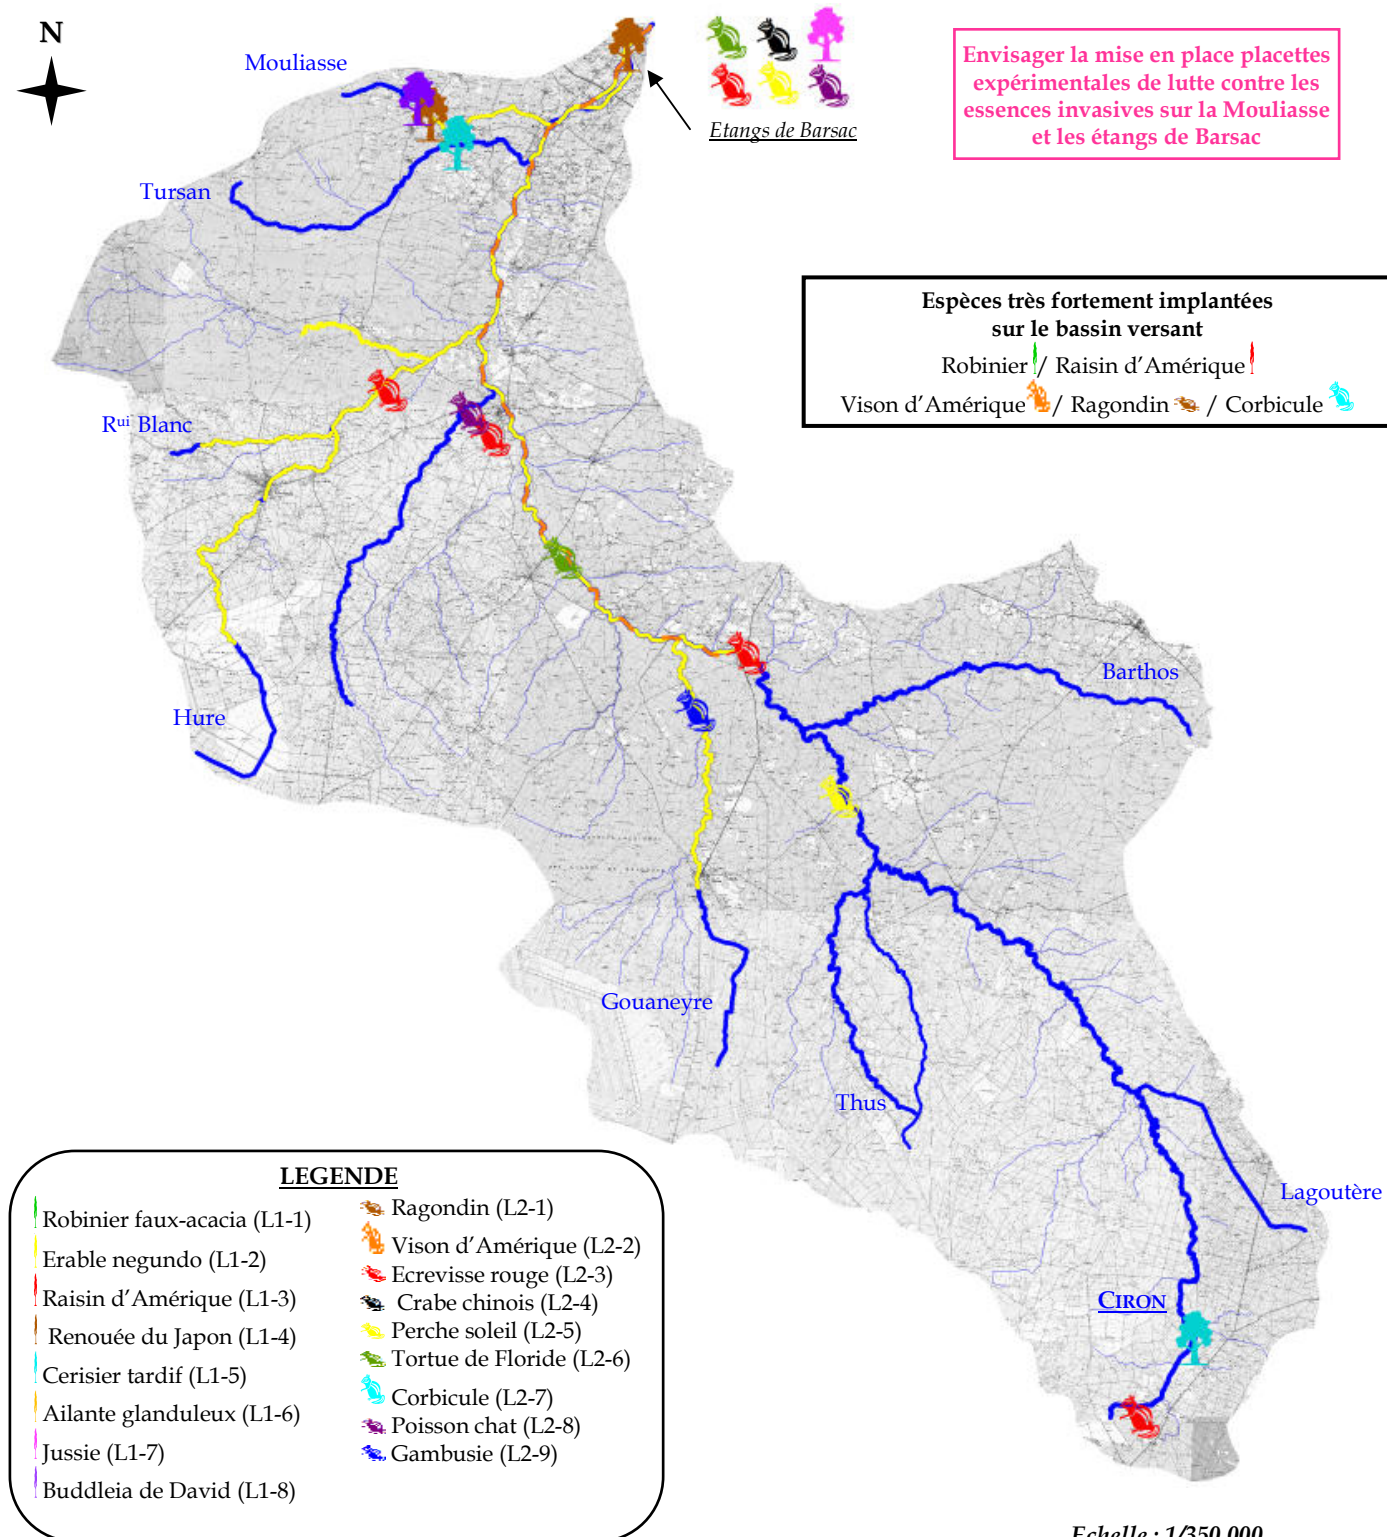 N
Mouliasse
Etangs de Barsac
Envisager la mise en place placettes
expérimentales de lutte contre les
essences invasives sur la Mouliasse
et les étangs de Barsac
Tursan
Espèces très fortement implantées
sur le bassin versant
Robinier / Raisin d'Amérique
Vison d'Amérique / Ragondin / Corbicule
Rui Blanc
Barthos
Hure
Gouaneyre
Thus
Lagoutère
CIRON
LEGENDE
Robinier faux-acacia (L1-1)
Erable negundo (L1-2)
Raisin d'Amérique (L1-3)
Renouée du Japon (L1-4)
Cerisier tardif (L1-5)
Ailante glanduleux (L1-6)
Jussie (L1-7)
Buddleia de David (L1-8)
Ragondin (L2-1)
Vison d'Amérique (L2-2)
Ecrevisse rouge (L2-3)
Crabe chinois (L2-4)
Perche soleil (L2-5)
Tortue de Floride (L2-6)
Corbicule (L2-7)
Poisson chat (L2-8)
Gambusie (L2-9)
Echelle : 1/350 000